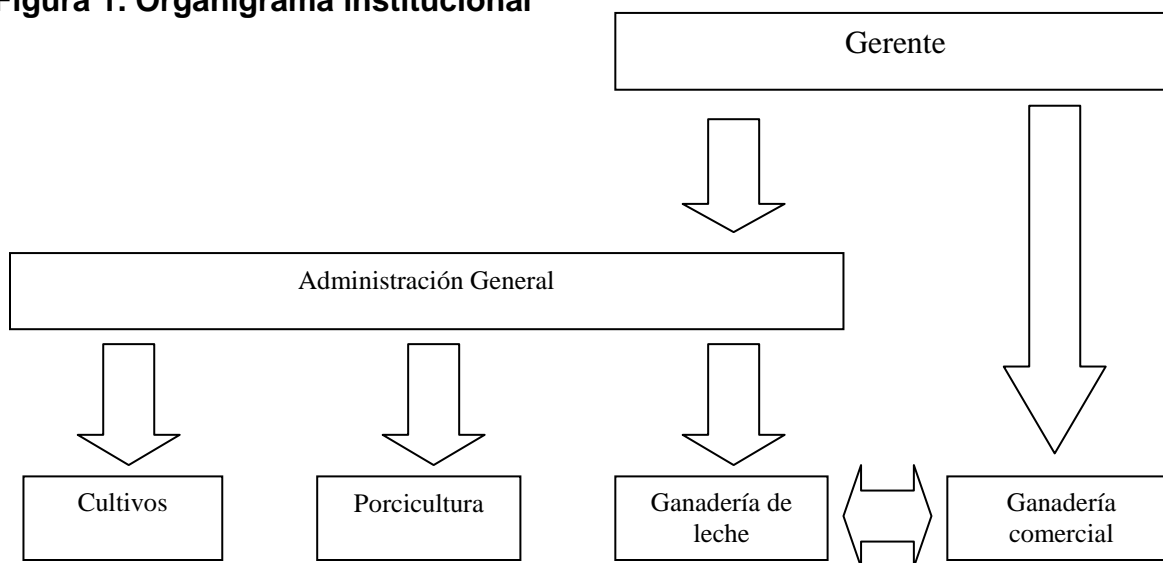 Figura 1. Organigrama institucional
Gerente
Administración General
Cultivos
Porcicultura
Ganadería de
leche
Ganadería
comercial